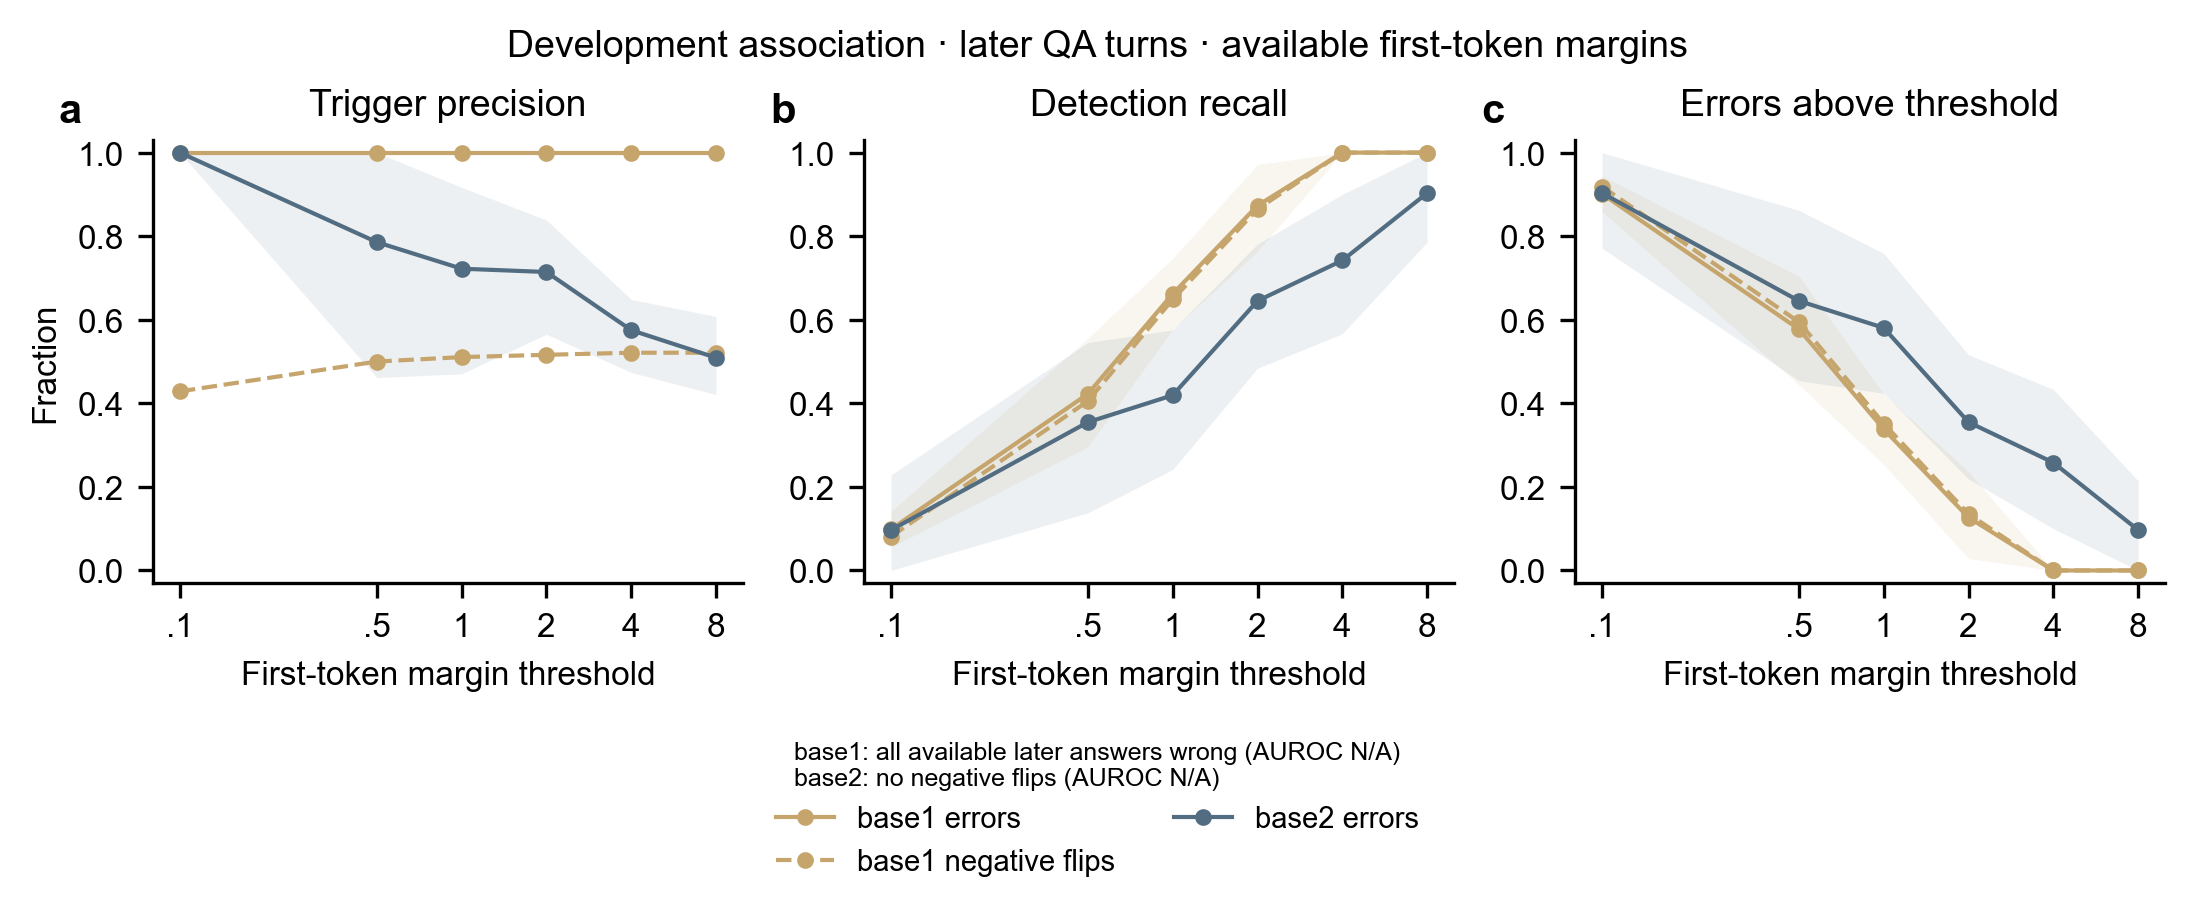 Development association · later QA turns · available first-token margins
a
Trigger precision
b
Detection recall
c
Errors above threshold
Fraction
1.0
0.8
0.6
0.4
0.2
0.0
.1
.5
1
2
4
8
First-token margin threshold
1.0
0.8
0.6
0.4
0.2
0.0
.1
.5
1
2
4
8
First-token margin threshold
1.0
0.8
0.6
0.4
0.2
0.0
.1
.5
1
2
4
8
First-token margin threshold
base1: all available later answers wrong (AUROC N/A)
base2: no negative flips (AUROC N/A)
base1 errors
base2 errors
base1 negative flips